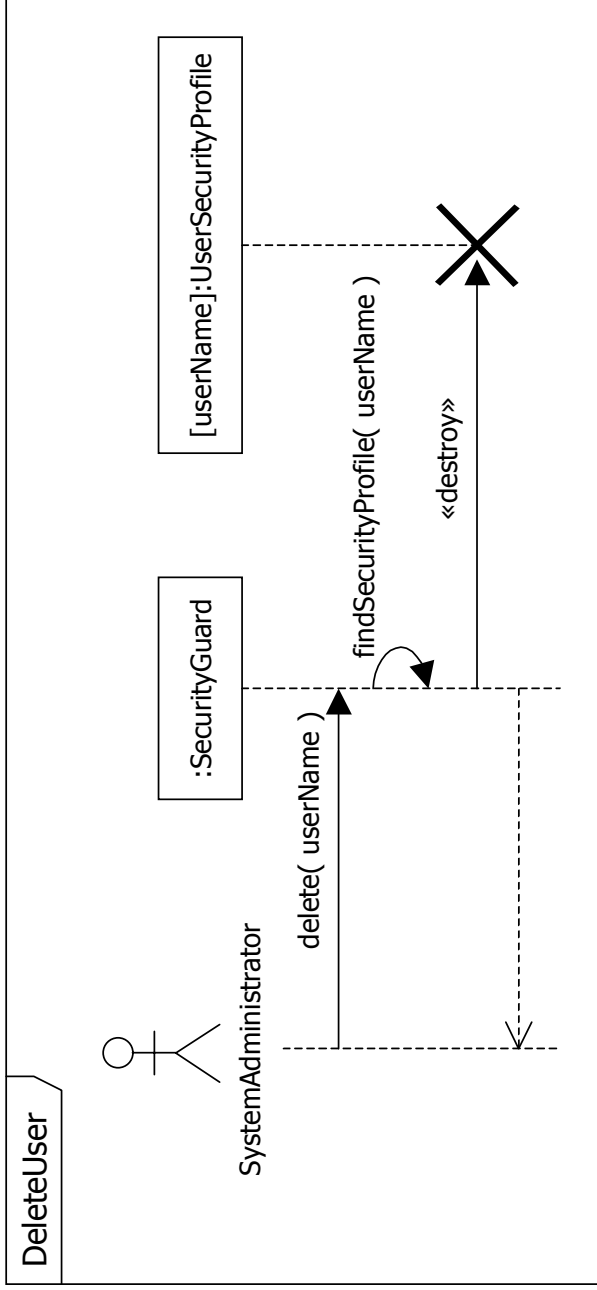 DeleteUser
SystemAdministrator
:SecurityGuard
[userName]:UserSecurityProfile
delete( userName )
findSecurityProfile( userName )
«destroy»